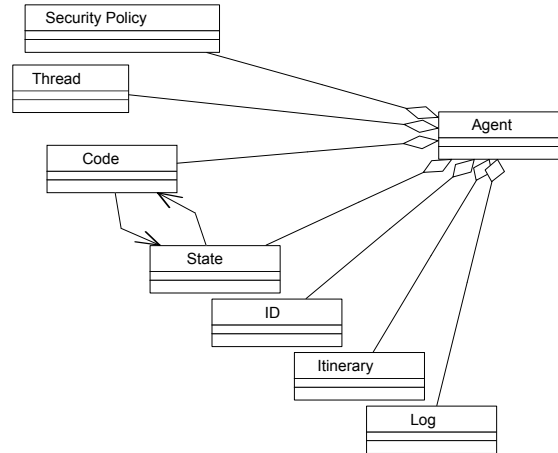 Security Policy
Thread
Agent
Code
State
ID
Itinerary
Log